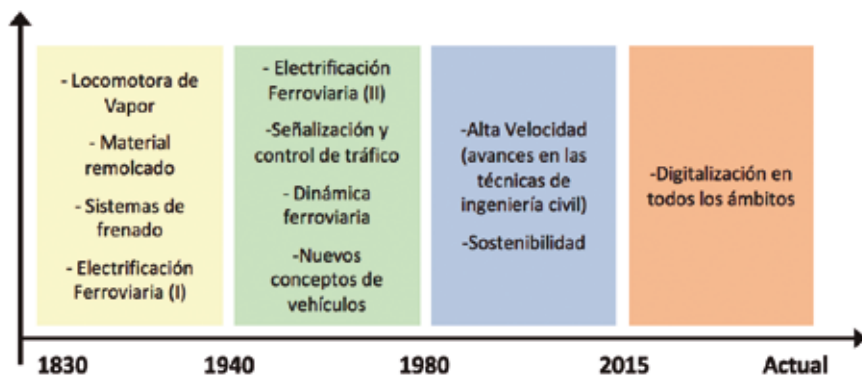 - Locomotora de
Vapor
- Material
remolcado
- Sistemas de
frenado
- Electrificación
Ferroviaria (I)
- Electrificación
Ferroviaria (II)
-Señalización y
control de tráfico
- Dinámica
ferroviaria
-Nuevos
conceptos de
vehículos
-Alta Velocidad
(avances en las
técnicas de
ingeniería civil)
-Sostenibilidad
-Digitalización en
todos los ámbitos
1830 1940 1980 2015 Actual